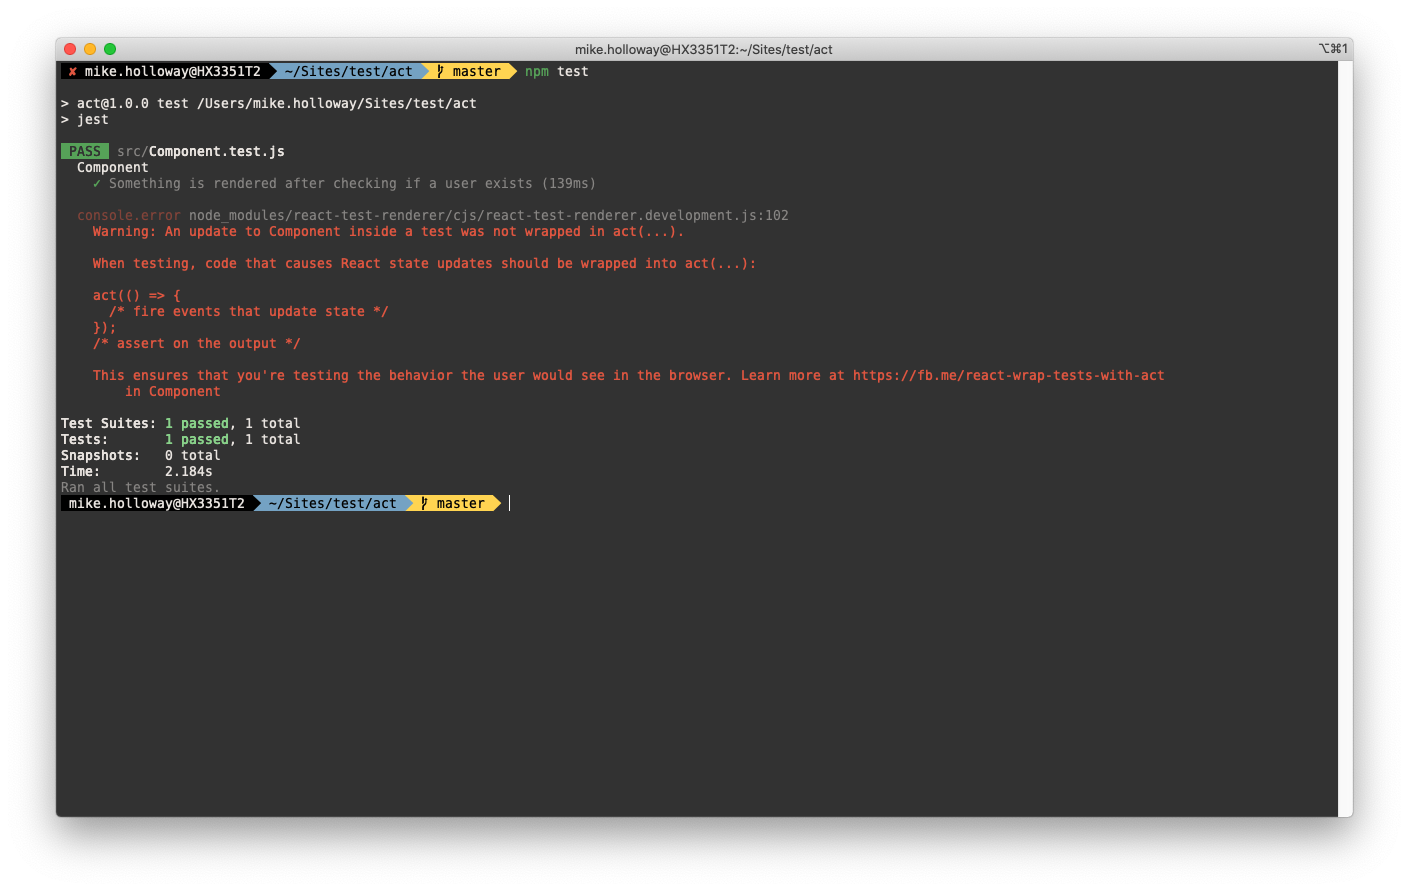 mike.holloway@HX3351T2:~/Sites/test/act ⌥⌘1
✘ mike.holloway@HX3351T2 ~/Sites/test/act master npm test
> act@1.0.0 test /Users/mike.holloway/Sites/test/act
> jest
PASS src/Component.test.js
Component
✓ Something is rendered after checking if a user exists (139ms)
console.error node_modules/react-test-renderer/cjs/react-test-renderer.development.js:102
Warning: An update to Component inside a test was not wrapped in act(...).
When testing, code that causes React state updates should be wrapped into act(...):
act(() => {
/* fire events that update state */
});
/* assert on the output */
This ensures that you're testing the behavior the user would see in the browser. Learn more at https://fb.me/react-wrap-tests-with-act
in Component
Test Suites: 1 passed, 1 total
Tests: 1 passed, 1 total
Snapshots: 0 total
Time: 2.184s
Ran all test suites.
mike.holloway@HX3351T2 ~/Sites/test/act master